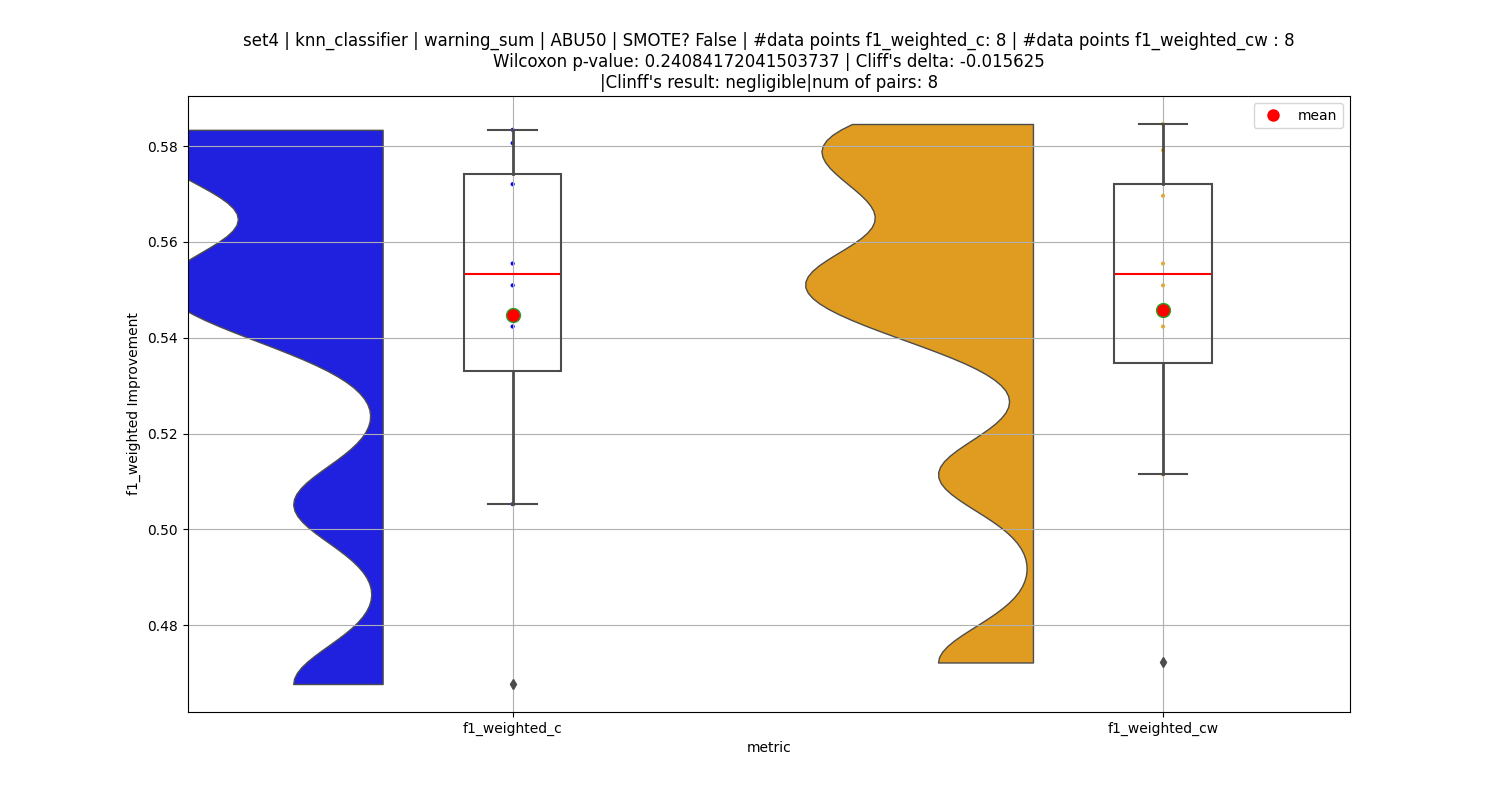 set4 | knn_classifier | warning_sum | ABU50 | SMOTE? False | #data points f1_weighted_c: 8 | #data points f1_weighted_cw : 8
Wilcoxon p-value: 0.24084172041503737 | Cliff's delta: -0.015625
|Clinff's result: negligible|num of pairs: 8
mean
0.58
0.56
0.54
0.52
0.50
0.48
f1_weighted Improvement
f1_weighted_c
f1_weighted_cw
metric